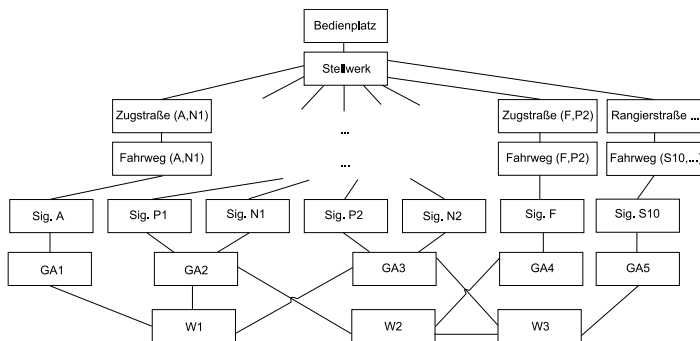 Bedienplatz
Stellwerk
Zugstraße (A,N1)
Zugstraße (F,P2)
Rangierstraße ...
...
Fahrweg (A,N1)
Fahrweg (F,P2)
Fahrweg (S10,...)
...
Sig. A
Sig. P1
Sig. N1
Sig. P2
Sig. N2
Sig. F
Sig. S10
GA1
GA2
GA3
GA4
GA5
W1
W2
W3